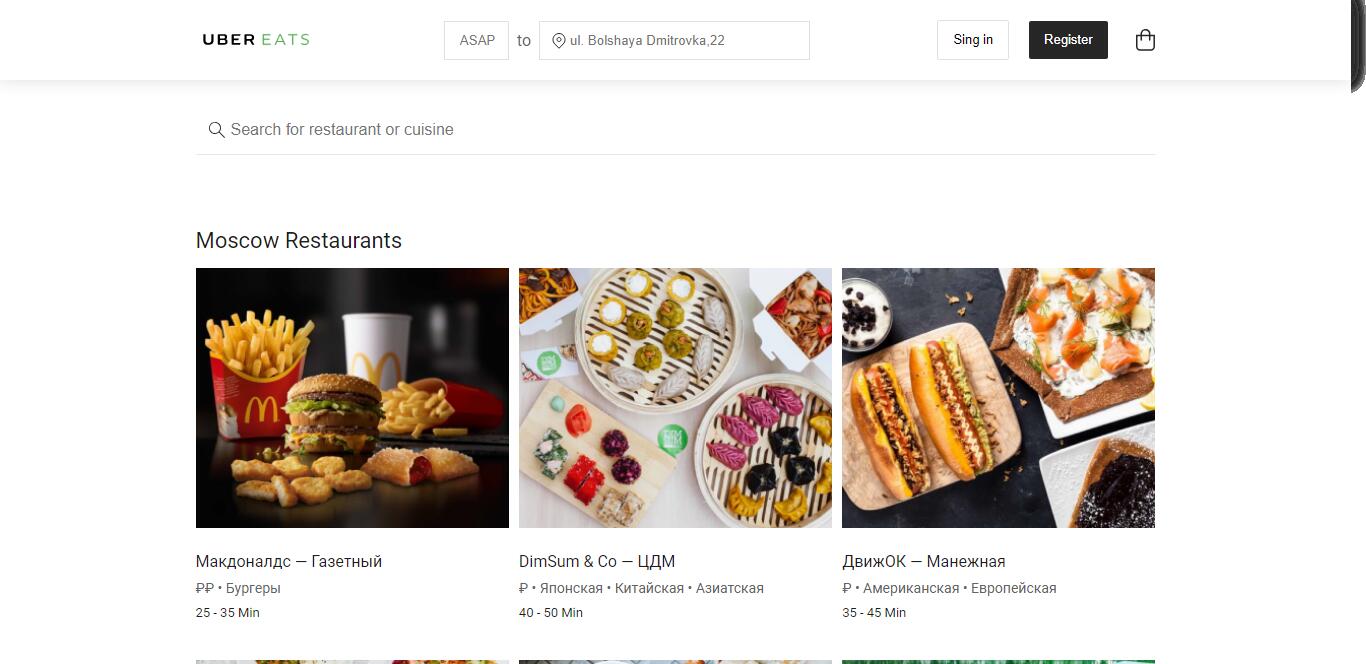 UBER EATS
ASAP to ul. Bolshaya Dmitrovka,22
Sing in
Register
Search for restaurant or cuisine
Moscow Restaurants
Макдоналдс — Газетный
₽₽ • Бургеры
25 - 35 Min
DimSum & Co — ЦДМ
₽ • Японская • Китайская • Азиатская
40 - 50 Min
ДвижОК — Манежная
₽ • Американская • Европейская
35 - 45 Min